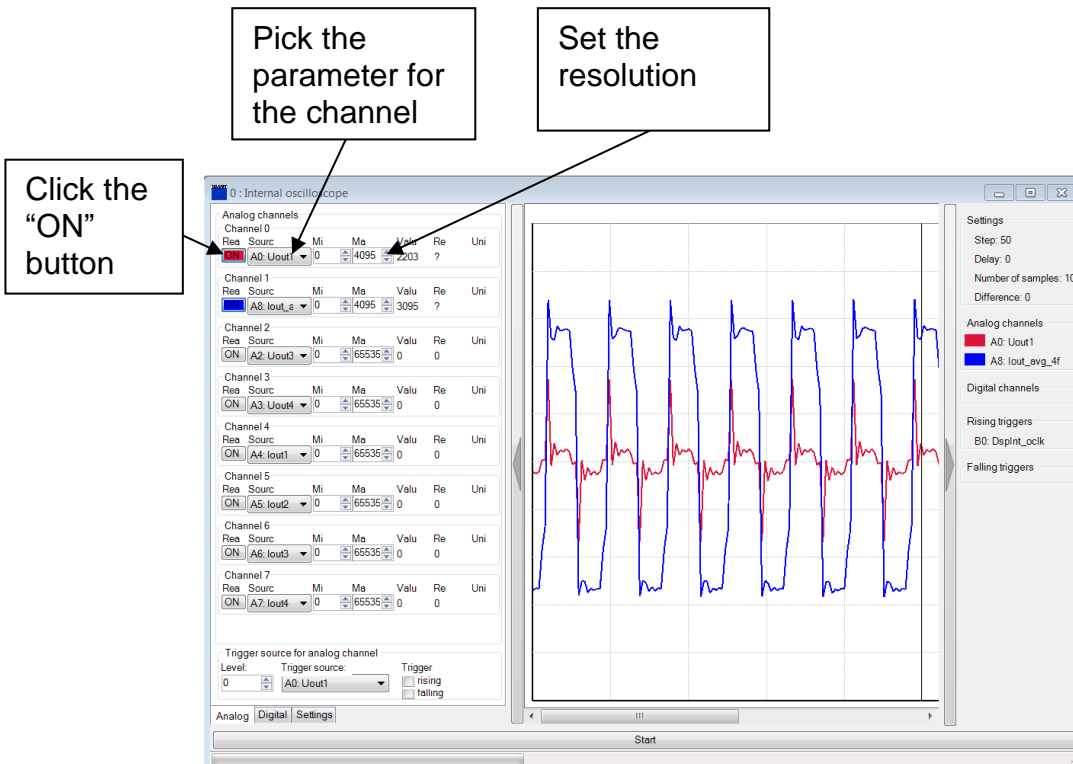 Pick the
parameter for
the channel
Set the
resolution
Click the
“ON”
button
0 : Internal oscilloscope
Analog channels
Channel 0
Rea Sourc Mi Ma Valu Re Uni
ON A0: Uout1 0 4095 2203 ?
Channel 1
Rea Sourc Mi Ma Valu Re Uni
ON A8: Iout_a 0 4095 3095 ?
Channel 2
Rea Sourc Mi Ma Valu Re Uni
ON A2: Uout3 0 65535 0 0
Channel 3
Rea Sourc Mi Ma Valu Re Uni
ON A3: Uout4 0 65535 0 0
Channel 4
Rea Sourc Mi Ma Valu Re Uni
ON A4: Iout1 0 65535 0 0
Channel 5
Rea Sourc Mi Ma Valu Re Uni
ON A5: Iout2 0 65535 0 0
Channel 6
Rea Sourc Mi Ma Valu Re Uni
ON A6: Iout3 0 65535 0 0
Channel 7
Rea Sourc Mi Ma Valu Re Uni
ON A7: Iout4 0 65535 0 0
Trigger source for analog channel
Level: Trigger source: Trigger
0 A0: Uout1 rising
falling
Analog Digital Settings
Settings
Step: 50
Delay: 0
Number of samples: 10
Difference: 0
Analog channels
A0: Uout1
A8: Iout_avg_4f
Digital channels
Rising triggers
B0: DspInt_oclk
Falling triggers
Start